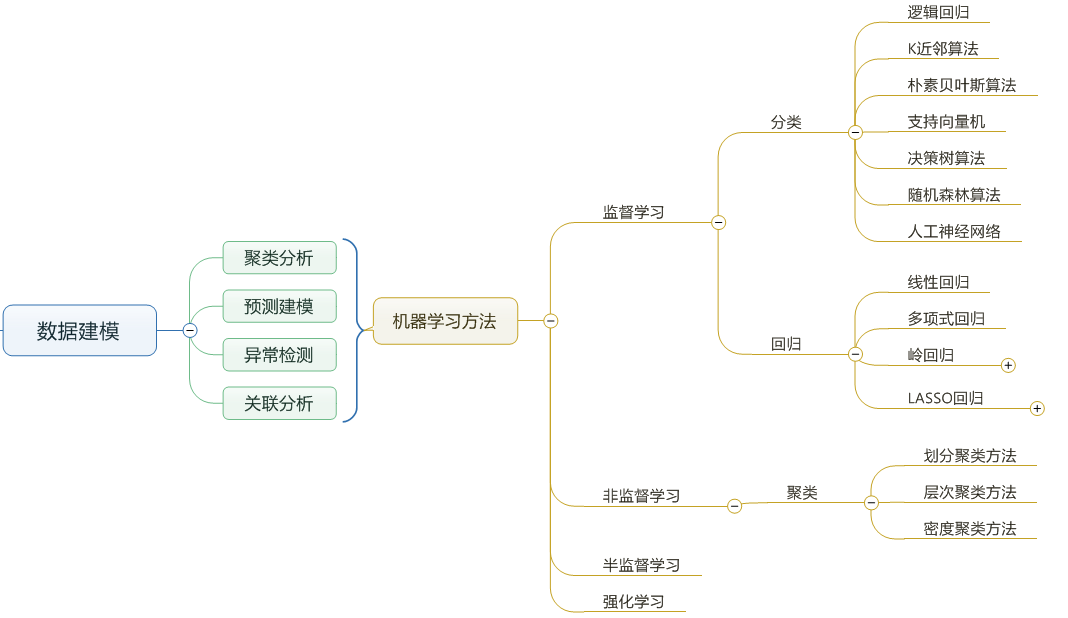 数据建模
聚类分析
预测建模
异常检测
关联分析
机器学习方法
监督学习
分类
逻辑回归
K近邻算法
朴素贝叶斯算法
支持向量机
决策树算法
随机森林算法
人工神经网络
回归
线性回归
多项式回归
岭回归
LASSO回归
非监督学习
聚类
划分聚类方法
层次聚类方法
密度聚类方法
半监督学习
强化学习